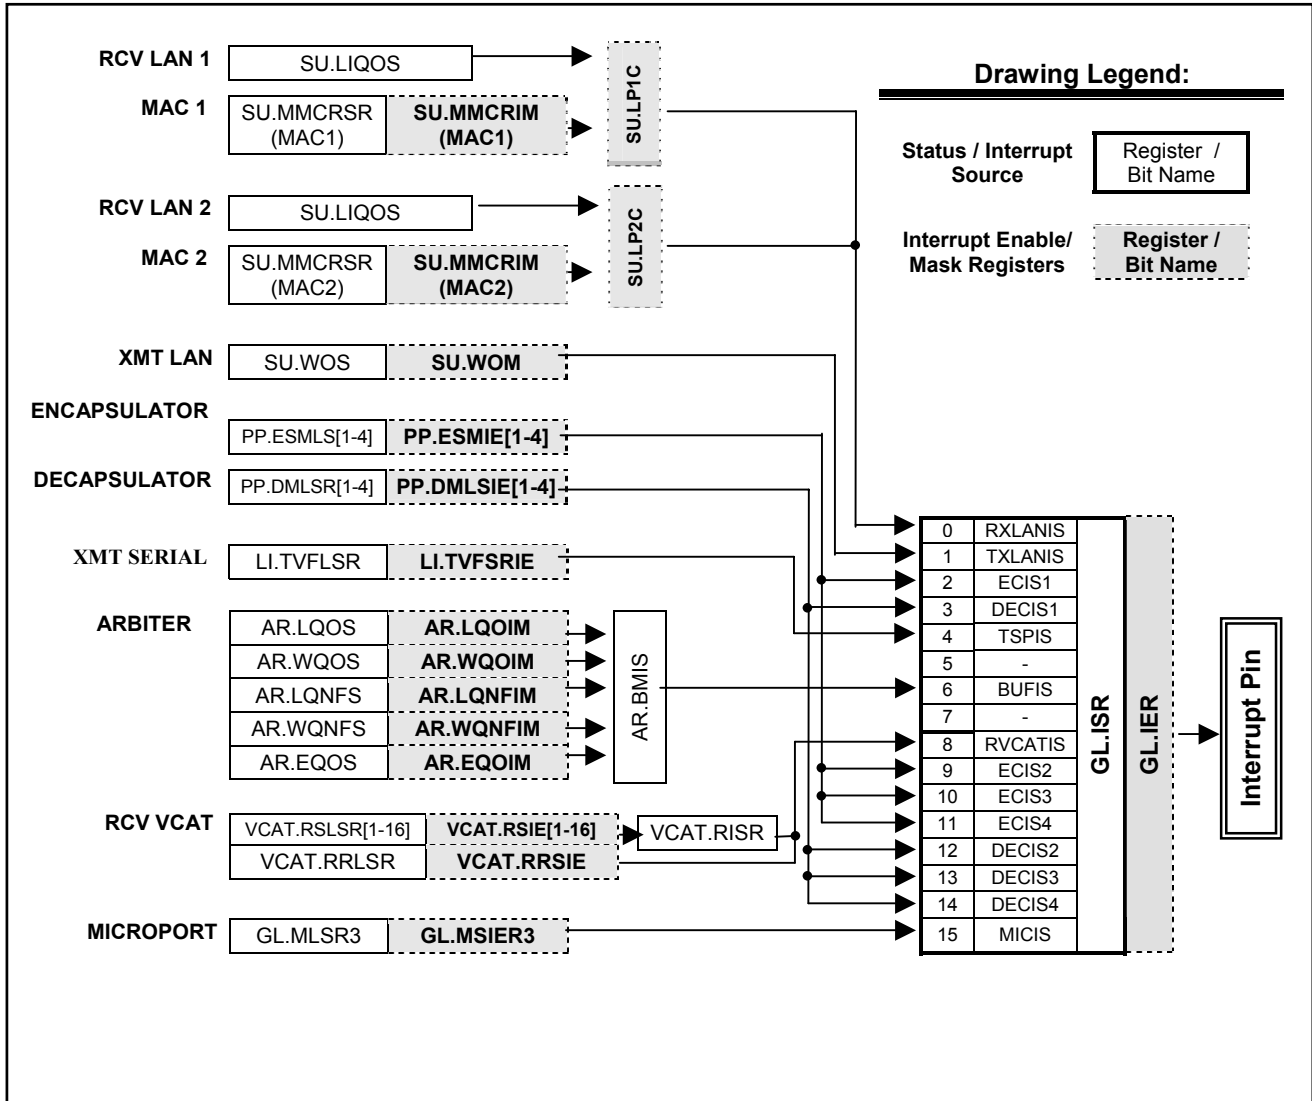 RCV LAN 1
SU.LIQOS
MAC 1
SU.MMCRSR
(MAC1)
SU.MMCRIM
(MAC1)
SU.LP1C
RCV LAN 2
SU.LIQOS
MAC 2
SU.MMCRSR
(MAC2)
SU.MMCRIM
(MAC2)
SU.LP2C
Drawing Legend:
Status / Interrupt
Source
Register /
Bit Name
Interrupt Enable/
Mask Registers
Register /
Bit Name
XMT LAN
SU.WOS
SU.WOM
ENCAPSULATOR
PP.ESMLS[1-4]
PP.ESMIE[1-4]
DECAPSULATOR
PP.DMLSR[1-4]
PP.DMLSIE[1-4]
XMT SERIAL
LI.TVFLSR
LI.TVFSRIE
ARBITER
AR.LQOS
AR.LQOIM
AR.WQOS
AR.WQOIM
AR.LQNFS
AR.LQNFIM
AR.WQNFS
AR.WQNFIM
AR.EQOS
AR.EQOIM
AR.BMIS
RCV VCAT
VCAT.RSLSR[1-16]
VCAT.RSIE[1-16]
VCAT.RISR
VCAT.RRLSR
VCAT.RRSIE
MICROPORT
GL.MLSR3
GL.MSIER3
0 RXLANIS
1 TXLANIS
2 ECIS1
3 DECIS1
4 TSPIS
5 -
6 BUFIS
7 -
8 RVCATIS
9 ECIS2
10 ECIS3
11 ECIS4
12 DECIS2
13 DECIS3
14 DECIS4
15 MICIS
GL.ISR
GL.IER
Interrupt Pin